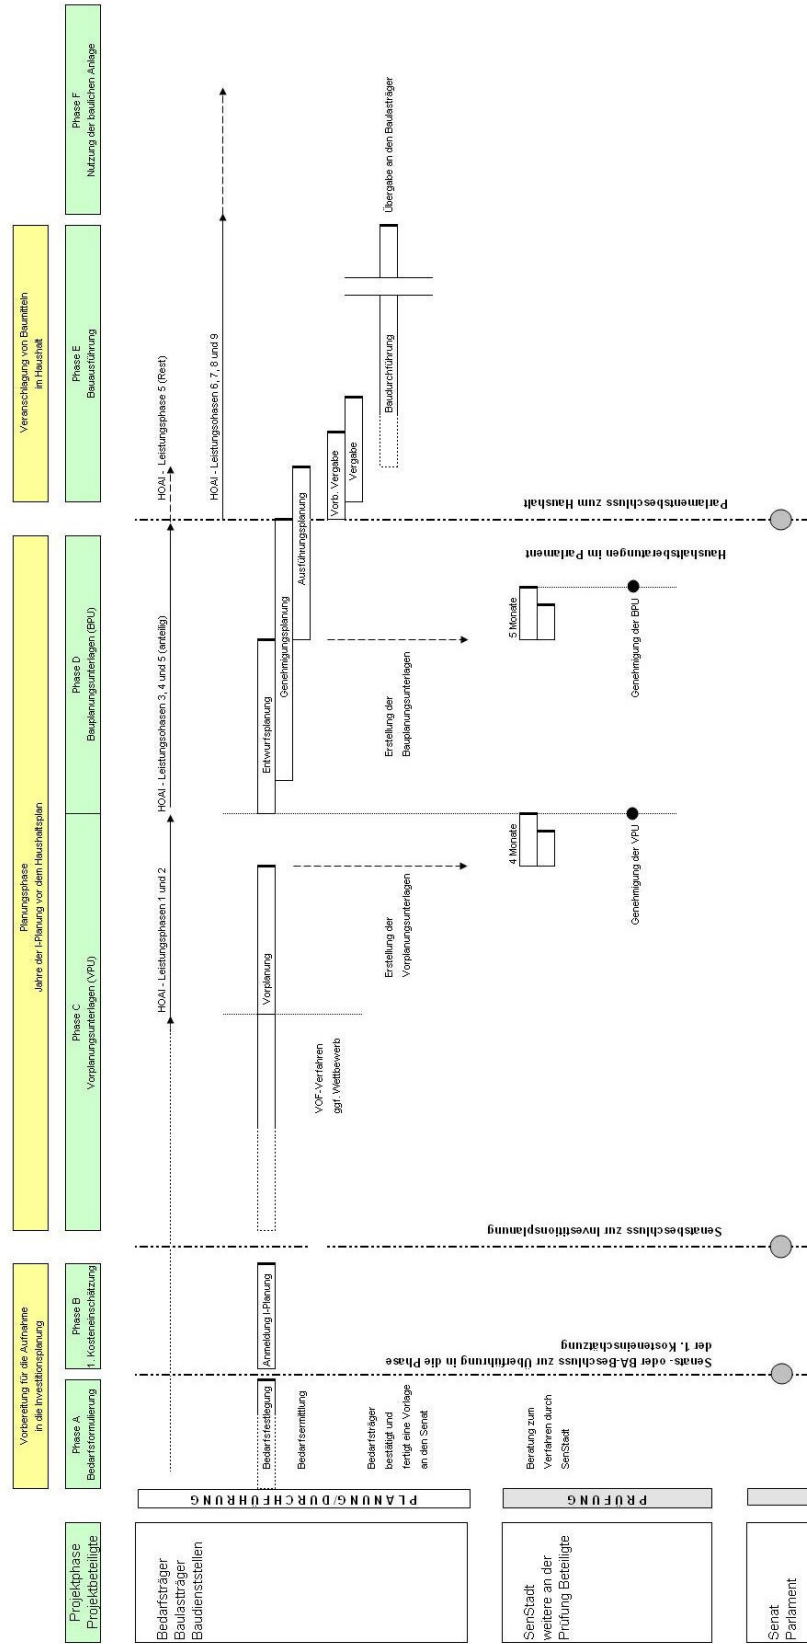 Projektphase
Projektbeteiligte
Vorbereitung für die Aufnahme
in die Investitionsplanung
Planungsphase
Jahre der I-Planung vor dem Haushaltsplan
Veranschlagung von Baumitteln
im Haushalt
Phase A
Bedarfsformulierung
Phase B
1. Kosteneinschätzung
Phase C
Vorplanungsunterlagen (VPU)
Phase D
Bauplanungsunterlagen (BPU)
Phase E
Bauausführung
Phase F
Nutzung der baulichen Anlage
Bedarfsträger
Baulastträger
Baudienststellen
PLANUNG/DURCHFÜHRUNG
HOAI - Leistungsphasen 1 und 2
HOAI - Leistungsohasen 3, 4 und 5 (anteilig)
HOAI - Leistungsphase 5 (Rest)
HOAI - Leistungsohasen 6, 7, 8 und 9
Bedarfsfestlegung
Anmeldung I-Planung
Vorplanung
Entwurfsplanung
Genehmigungsplanung
Ausführungsplanung
Bedarfsermittlung
VOF-Verfahren
ggf. Wettbewerb
Vorb. Vergabe
Vergabe
Baudurchführung
Übergabe an den Baulasträger
Bedarfsträger
bestätigt und
fertigt eine Vorlage
an den Senat
Erstellung der
Vorplanungsunterlagen
Erstellung der
Bauplanungsunterlagen
Senats- oder BA-Beschluss zur Überführung in die Phase
der 1. Kosteneinschätzung
Senatsbeschluss zur Investitionsplanung
Haushaltsberatungen im Parlament
Parlamentsbeschluss zum Haushalt
SenStadt
weitere an der
Prüfung Beteiligte
PRÜFUNG
Beratung zum
Verfahren durch
SenStadt
4 Monate
5 Monate
Genehmigung der VPU
Genehmigung der BPU
Senat
Parlament